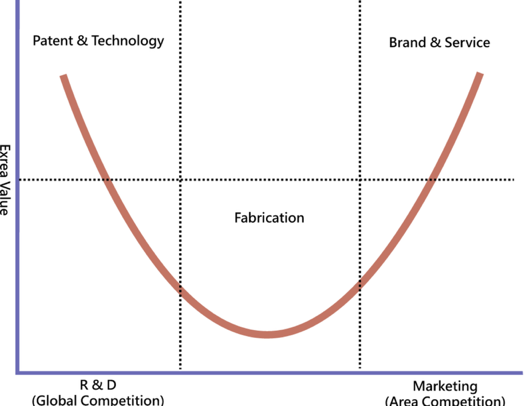 Patent & Technology
Brand & Service
Exrea Value
Fabrication
R & D
(Global Competition)
Marketing
(Area Competition)